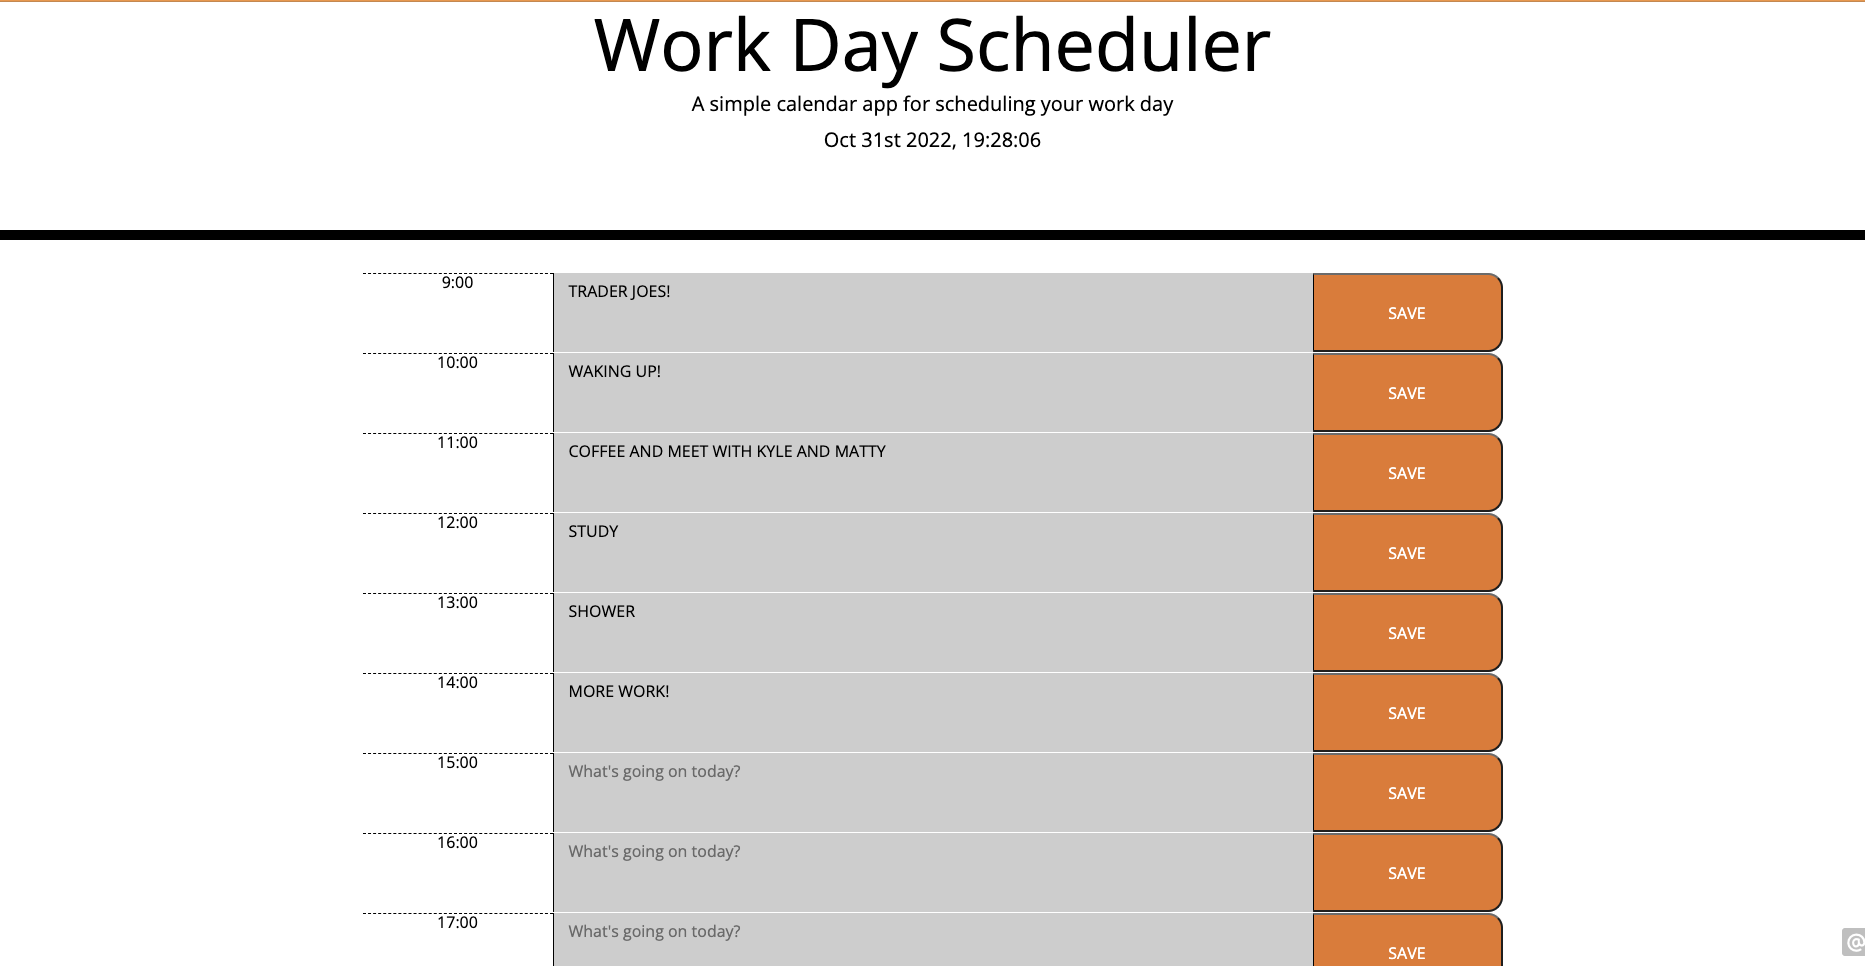 Work Day Scheduler
A simple calendar app for scheduling your work day
Oct 31st 2022, 19:28:06
9:00 TRADER JOES! SAVE
10:00 WAKING UP! SAVE
11:00 COFFEE AND MEET WITH KYLE AND MATTY SAVE
12:00 STUDY SAVE
13:00 SHOWER SAVE
14:00 MORE WORK! SAVE
15:00 What's going on today? SAVE
16:00 What's going on today? SAVE
17:00 What's going on today? SAVE
@